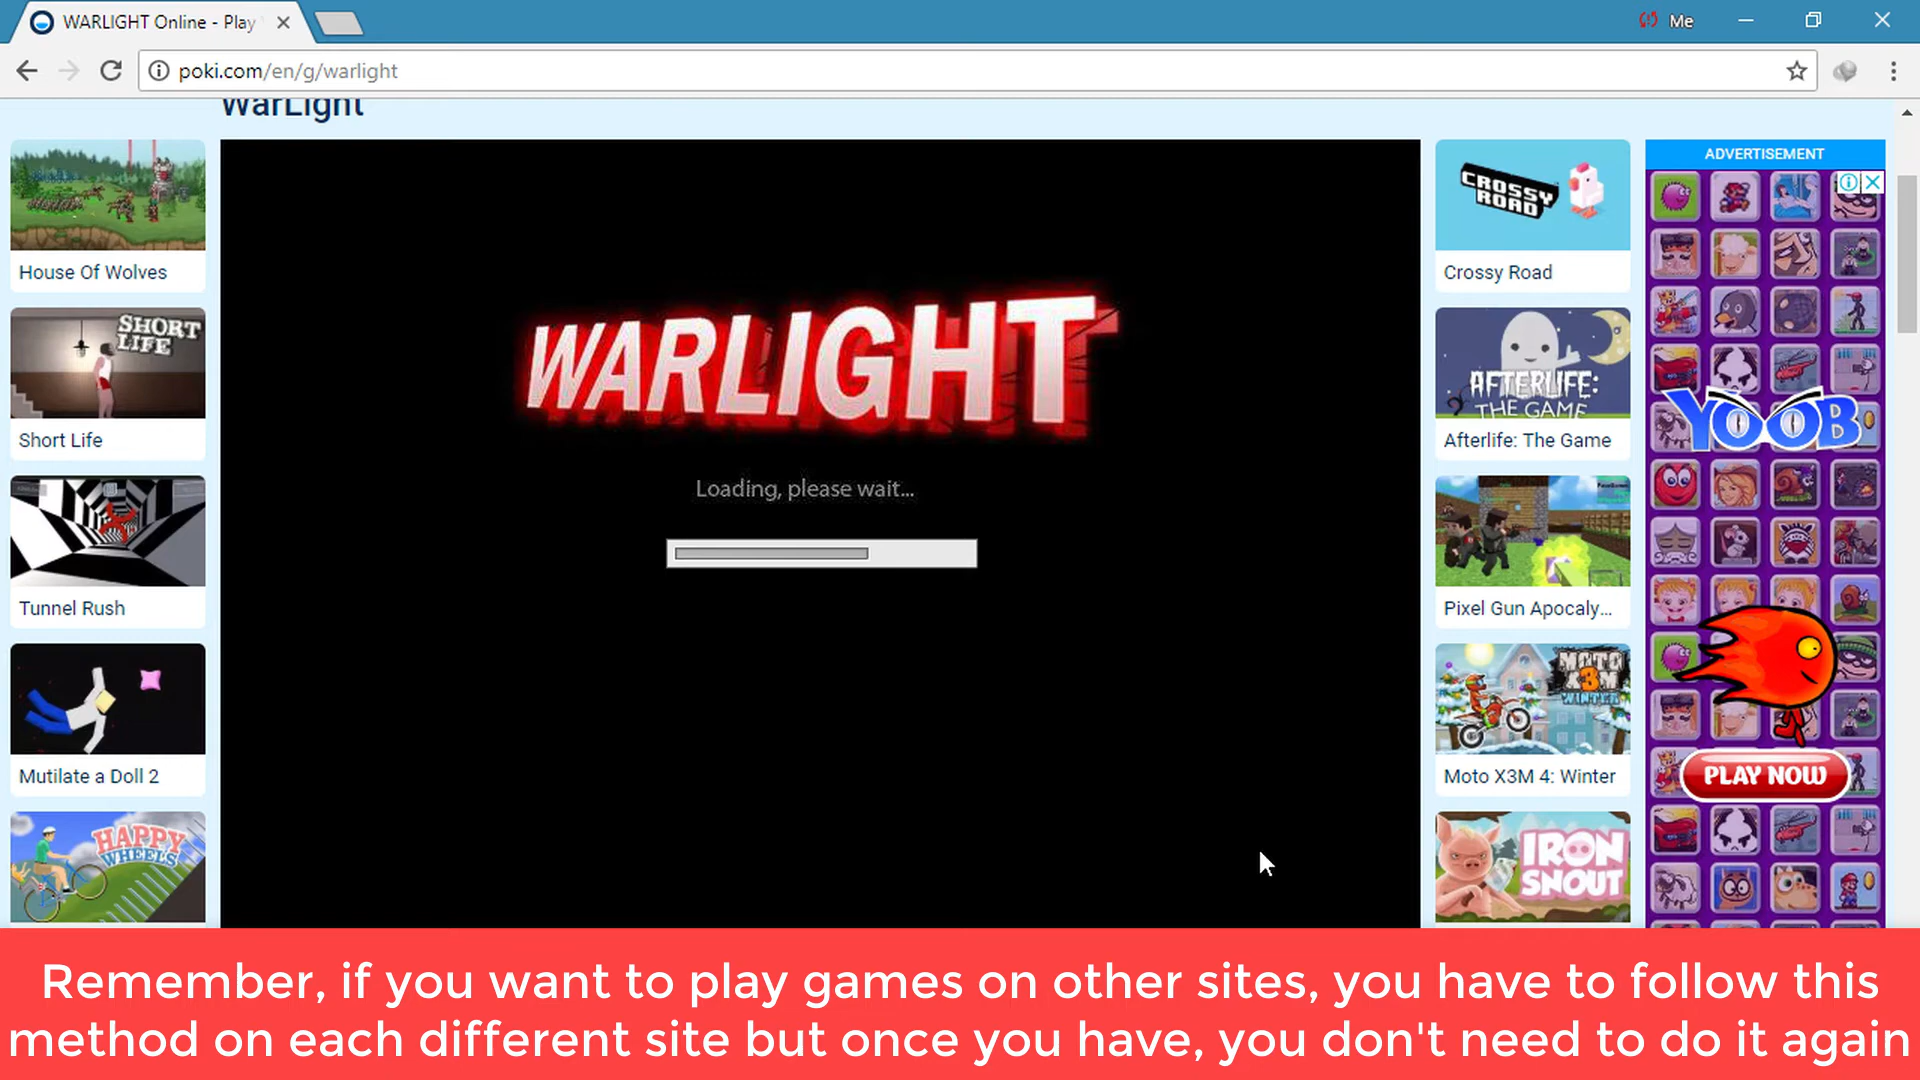 WARLIGHT Online - Play
Me
poki.com/en/g/warlight
WarLight
House Of Wolves
SHORT
LIFE
Short Life
Tunnel Rush
Mutilate a Doll 2
HAPPY
WHEELS
WARLIGHT
Loading, please wait...
CROSSY
ROAD
Crossy Road
AFTERLIFE:
THE GAME
Afterlife: The Game
Pixel Gun Apocaly...
MOTO
X3M
WINTER
Moto X3M 4: Winter
IRON
SNOUT
ADVERTISEMENT
YOOB
PLAY NOW
Remember, if you want to play games on other sites, you have to follow this
method on each different site but once you have, you don't need to do it again